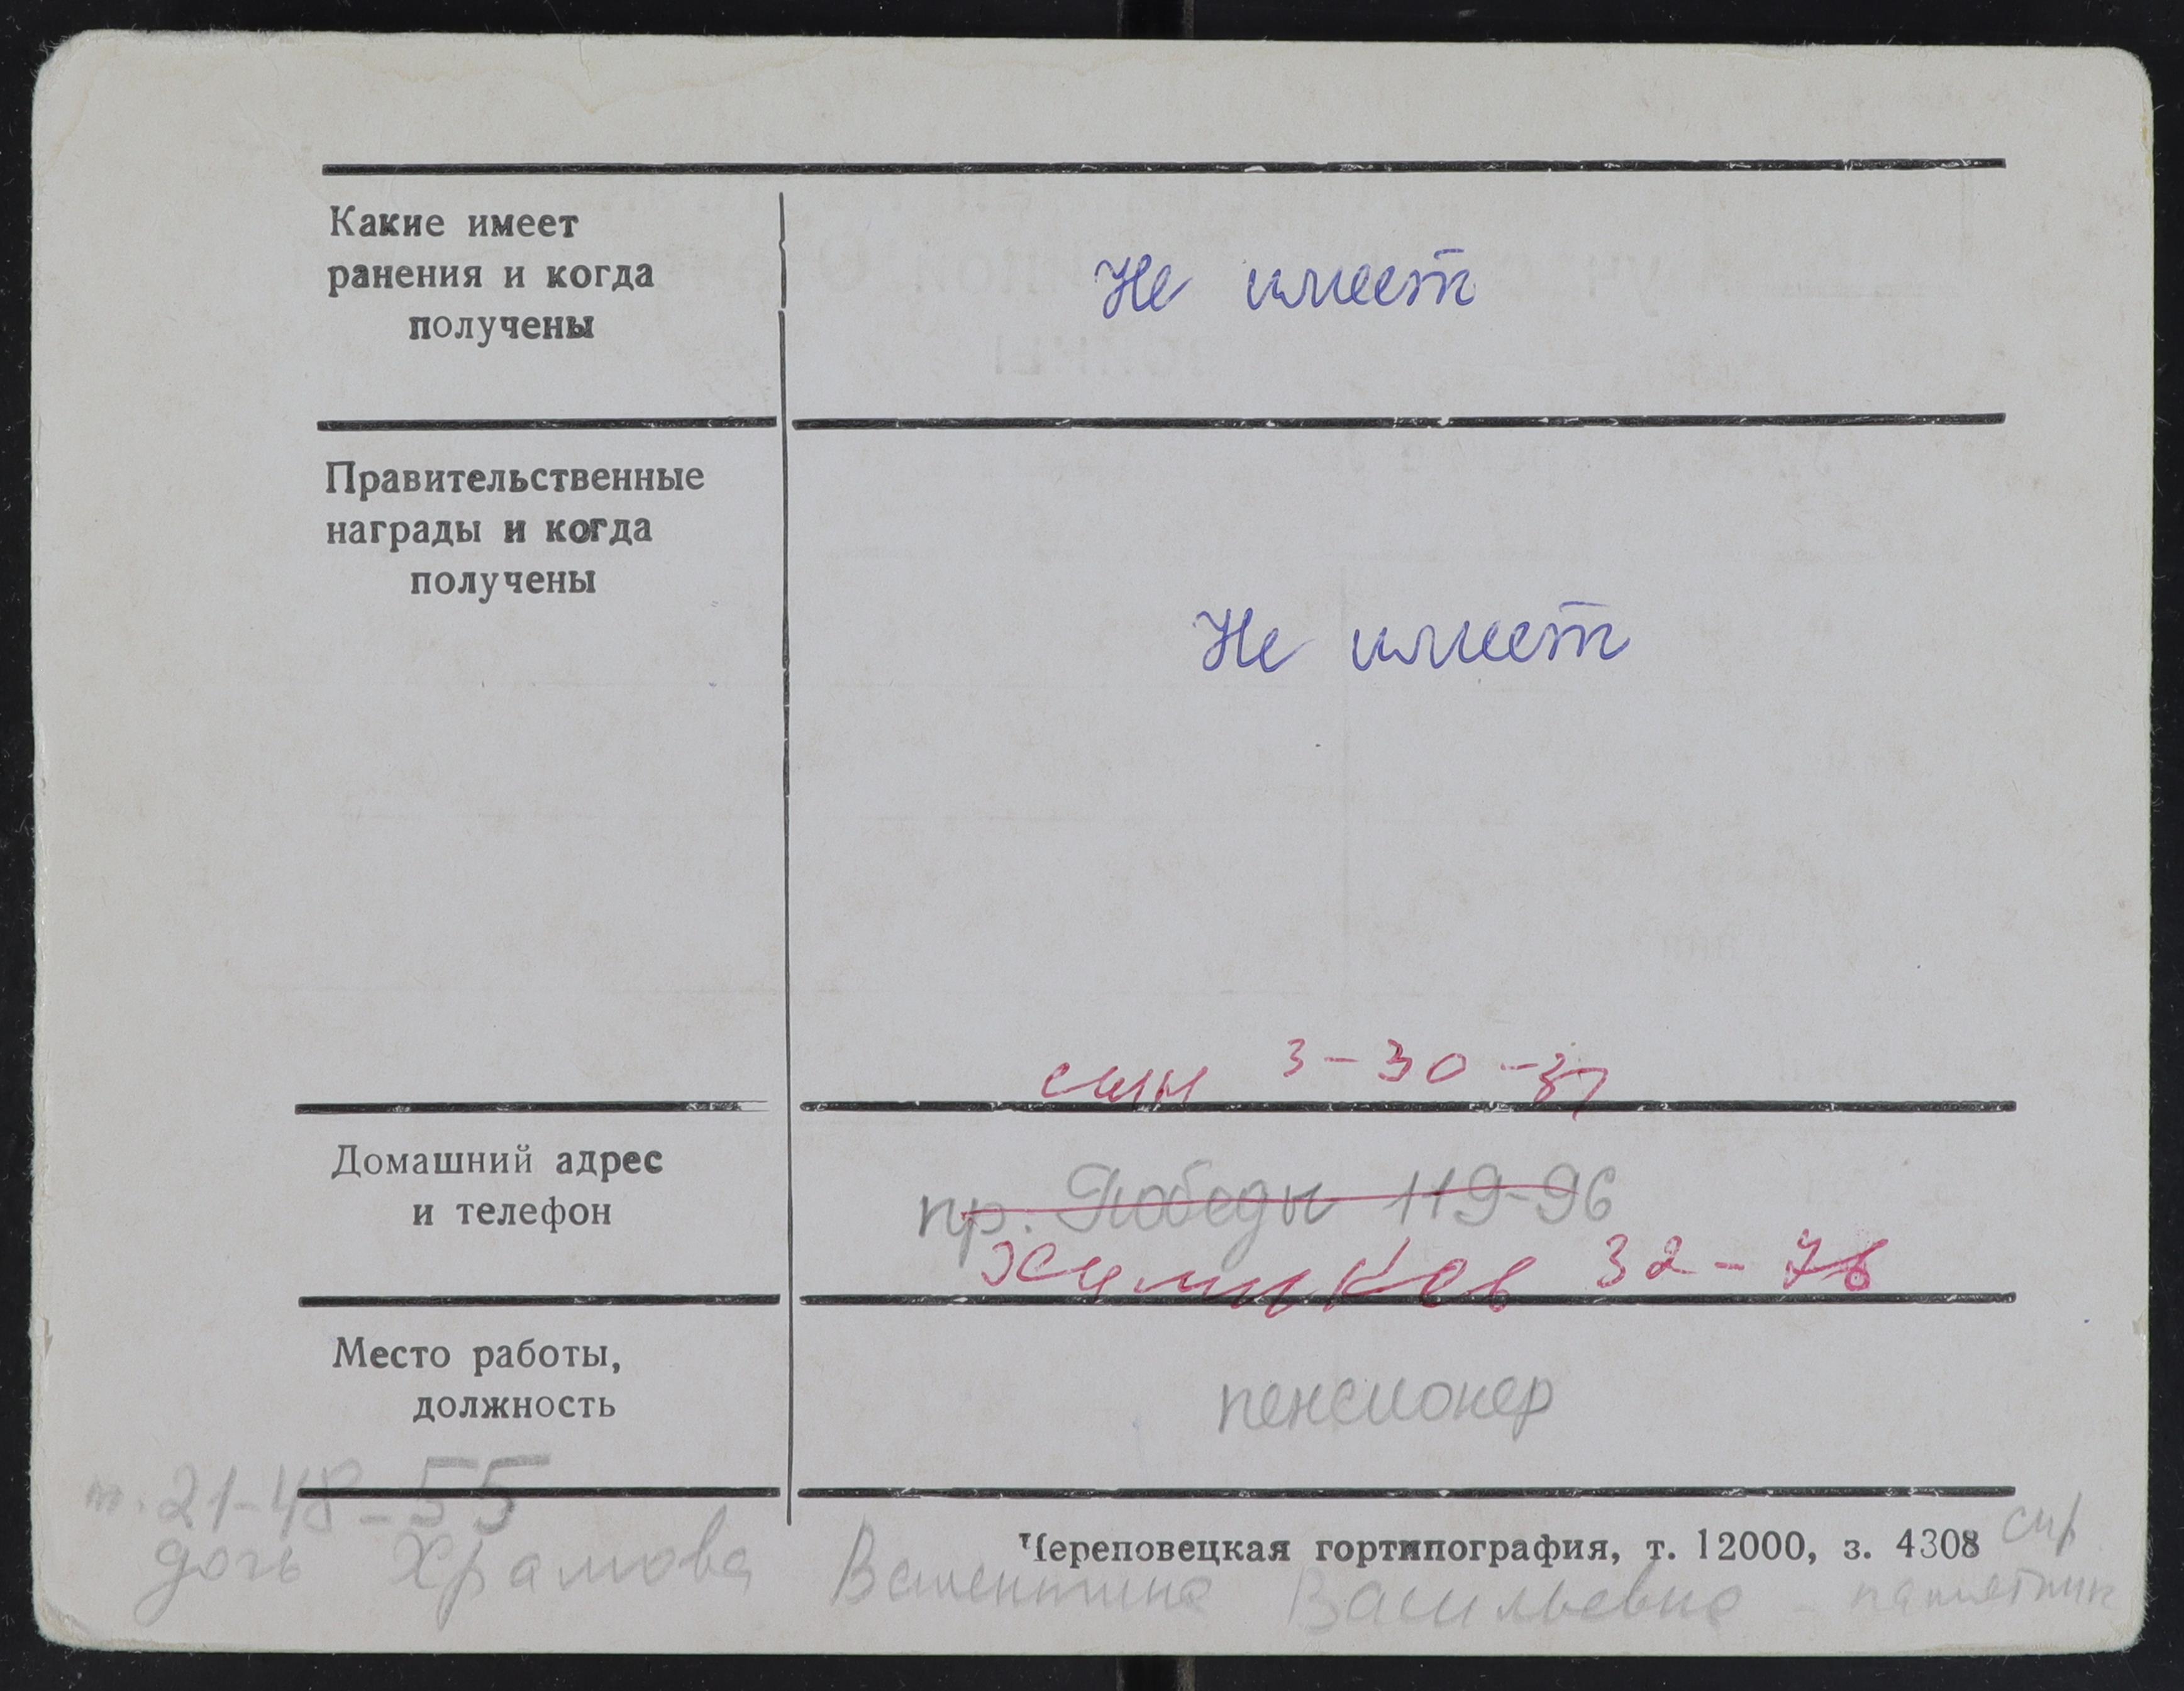 Какие имеет
ранения и когда
получены
Не имеет
Правительственные
награды и когда
получены
Не имеет
сын 3-30-37
Домашний адрес
и телефон
пр. Победы 119-96
Химиков 32-76
Место работы,
должность
пенсионер
т. 21-48-55
Череповецкая гортипография, т. 12000, з. 4308
дочь Храмова Валентина Васильевна - памятник